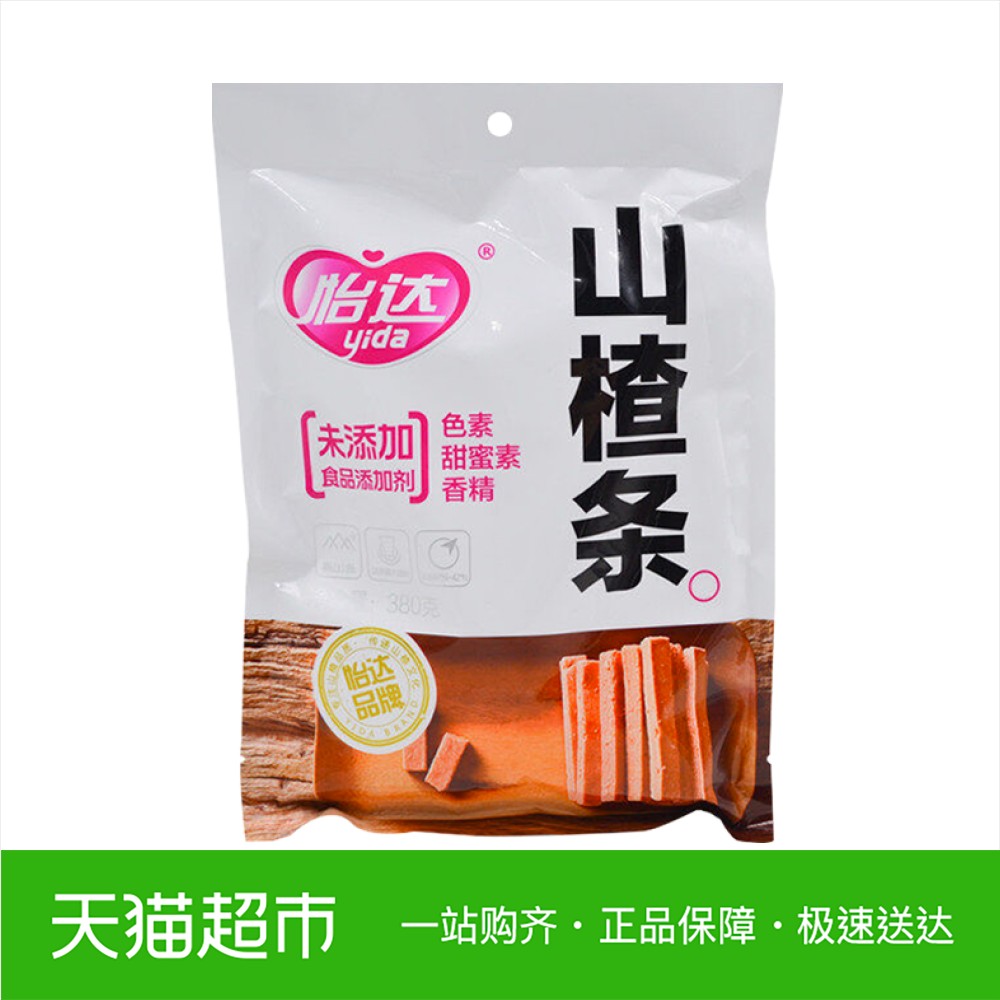 怡达
®
yida
山楂条
未添加
食品添加剂
色素
甜蜜素
香精
380克
怡达
品牌
YIDA BRAND
天猫超市
一站购齐·正品保障·极速送达